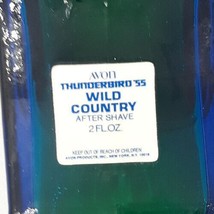 AVON
THUNDERBIRD '55
WILD
COUNTRY
AFTER SHAVE
2 FL.OZ.
KEEP OUT OF REACH OF CHILDREN
AVON PRODUCTS, INC., NEW YORK, N.Y. 10019